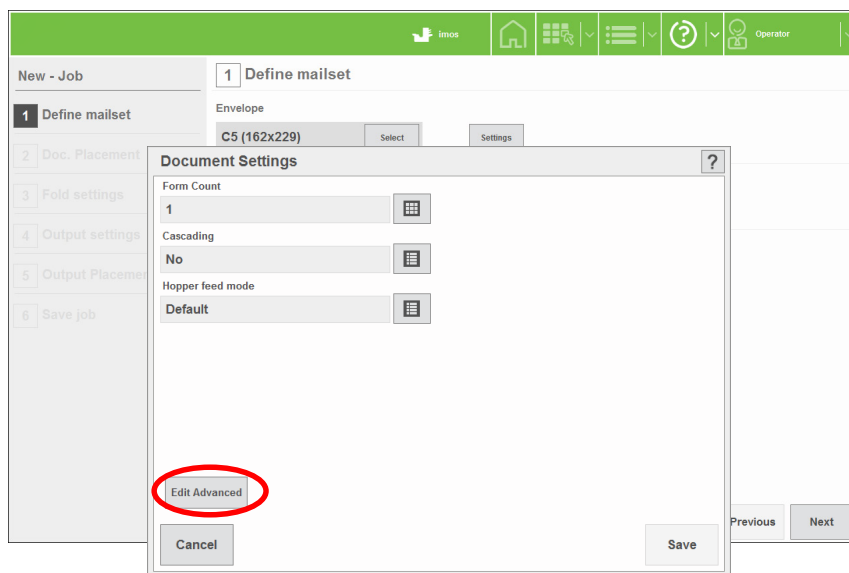 imos
Operator
New - Job
1 Define mailset
2 Doc. Placement
3 Fold settings
4 Output settings
5 Output Placemen
6 Save job
1 Define mailset
Envelope
C5 (162x229) Select Settings
Document Settings ?
Form Count
1
Cascading
No
Hopper feed mode
Default
Edit Advanced
Cancel Save
Previous Next